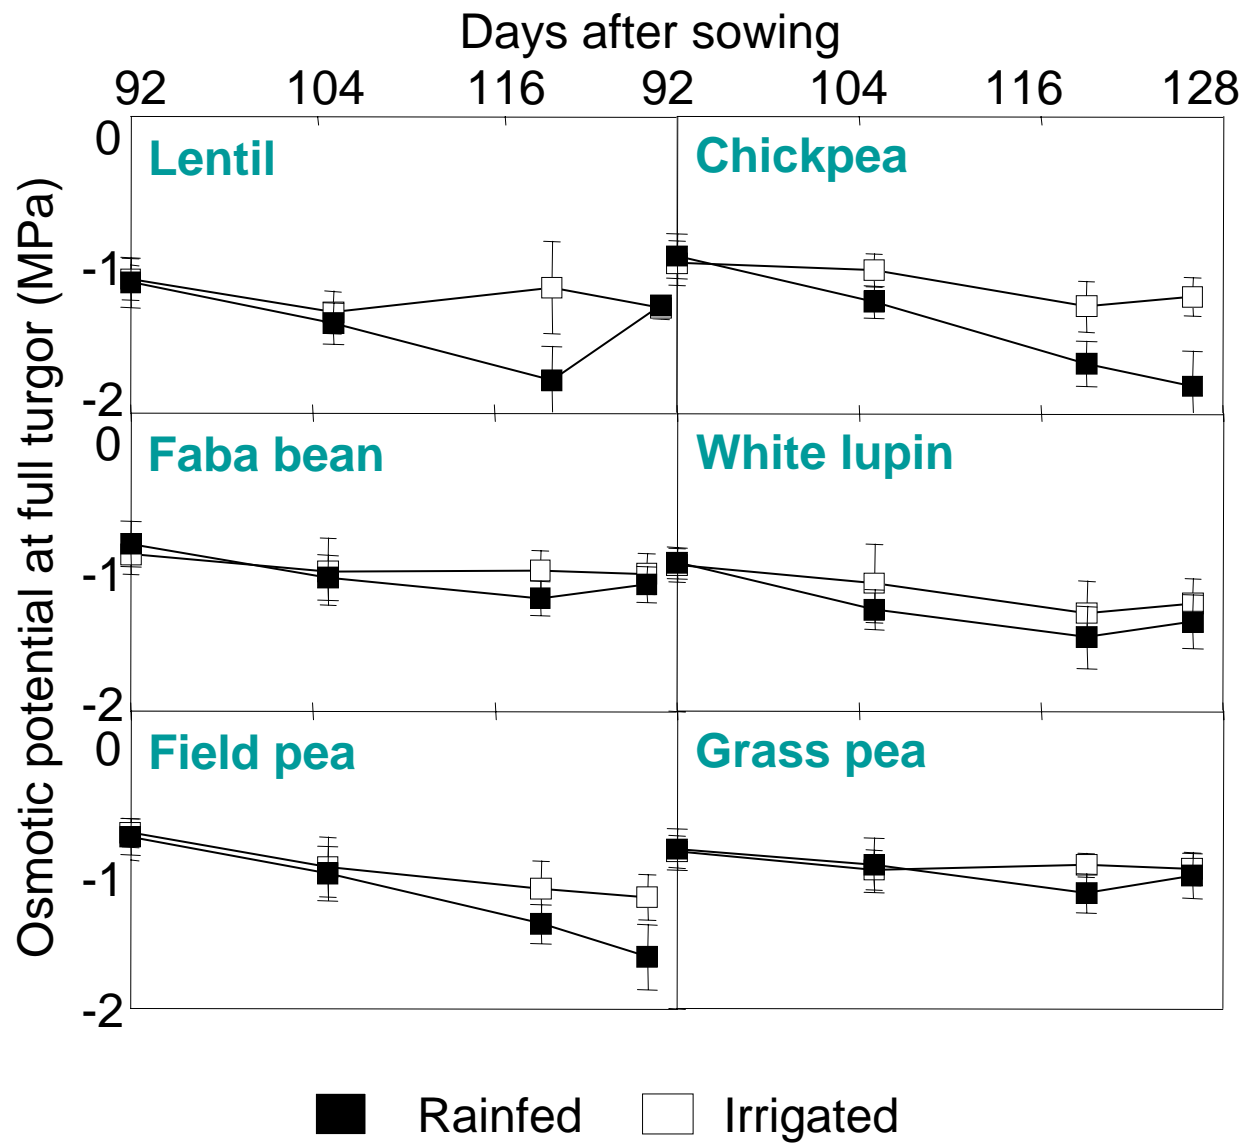 Days after sowing
92 104 116 92 104 116 128
Osmotic potential at full turgor (MPa)
0
Lentil Chickpea
-1
-2
0
Faba bean White lupin
-1
-2
0
Field pea Grass pea
-1
-2
Rainfed Irrigated